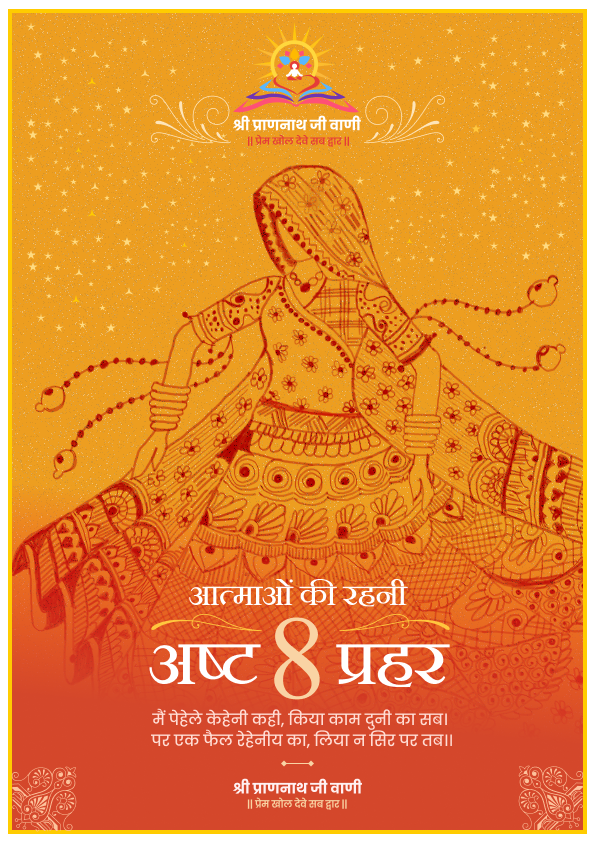 श्री प्राणनाथ जी वाणी
|| प्रेम खोल देवे सब द्वार ||
आत्माओं की रहनी
अष्ट 8 प्रहर
मैं पेहेले केहेनी कही, किया काम दुनी का सब।
पर एक फैल रेहेनीय का, लिया न सिर पर तब।।
श्री प्राणनाथ जी वाणी
|| प्रेम खोल देवे सब द्वार ||